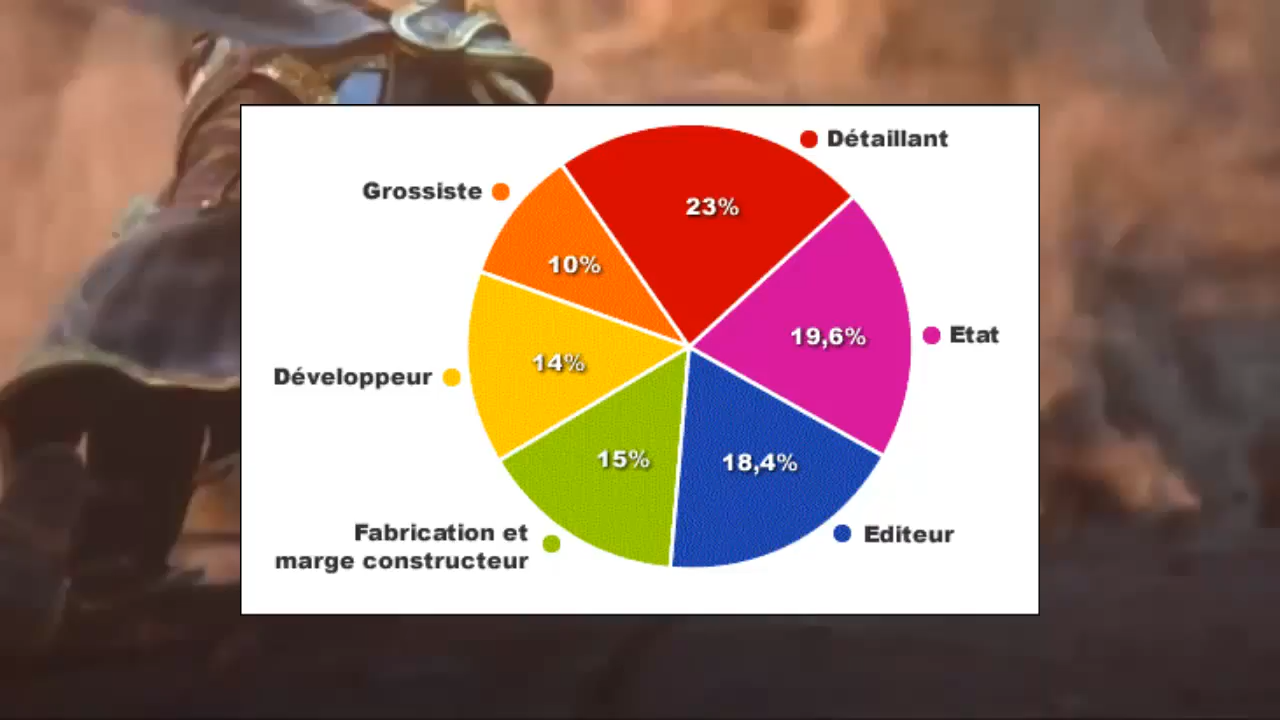 Détaillant
23%
Grossiste
10%
Etat
19,6%
Développeur
14%
15%
18,4%
Fabrication et
marge constructeur
Editeur